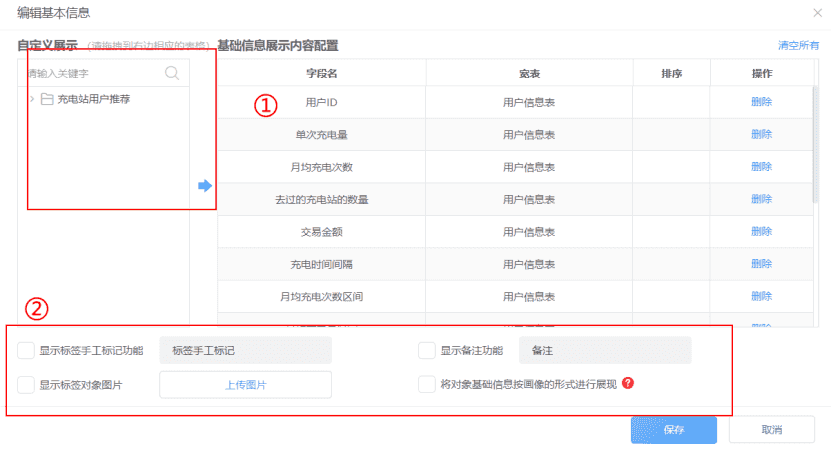 编辑基本信息
自定义展示 (请拖拽到右边相应的表格) 基础信息展示内容配置 清空所有
请输入关键字
充电站用户推荐
字段名 宽表 排序 操作
① 用户ID 用户信息表 删除
单次充电量 用户信息表 删除
月均充电次数 用户信息表 删除
去过的充电站的数量 用户信息表 删除
交易金额 用户信息表 删除
充电时间间隔 用户信息表 删除
月均充电次数区间 用户信息表 删除
②
显示标签手工标记功能 标签手工标记 显示备注功能 备注
显示标签对象图片 上传图片 将对象基础信息按画像的形式进行展现 ?
保存 取消